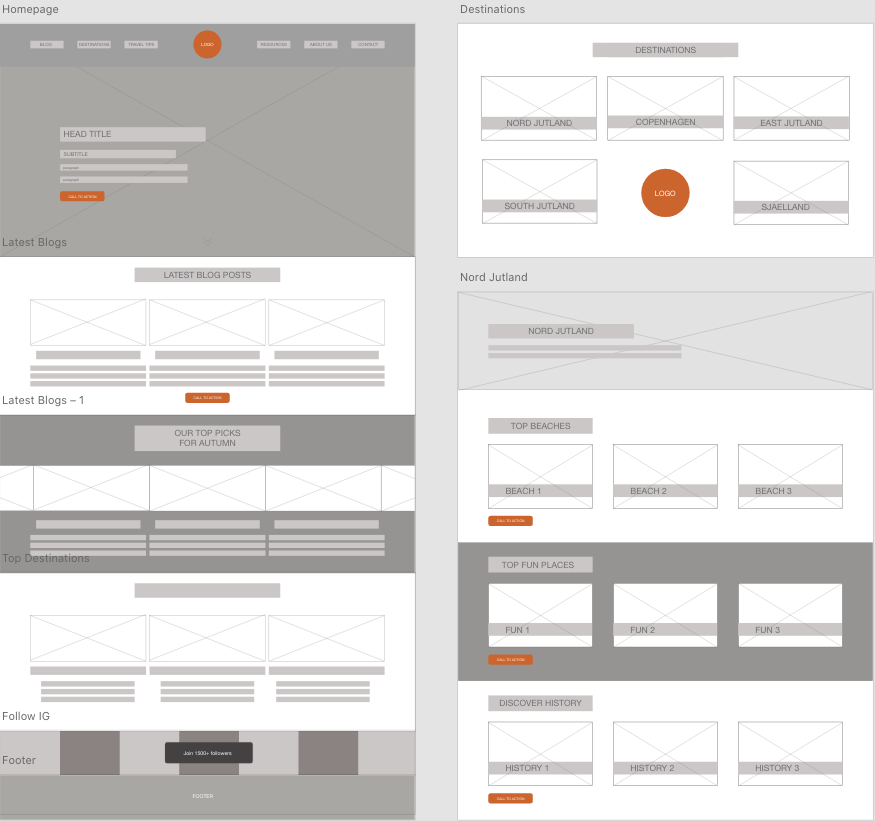 Homepage
BLOG
DESTINATIONS
TRAVEL TIPS
LOGO
RESOURCES
ABOUT US
CONTACT
HEAD TITLE
SUBTITLE
paragraph
paragraph
CALL TO ACTION
Latest Blogs
LATEST BLOG POSTS
Latest Blogs – 1
CALL TO ACTION
OUR TOP PICKS
FOR AUTUMN
Top Destinations
Follow IG
Join 1500+ followers
Footer
FOOTER
Destinations
DESTINATIONS
NORD JUTLAND
COPENHAGEN
EAST JUTLAND
SOUTH JUTLAND
LOGO
SJAELLAND
Nord Jutland
NORD JUTLAND
TOP BEACHES
BEACH 1
BEACH 2
BEACH 3
CALL TO ACTION
TOP FUN PLACES
FUN 1
FUN 2
FUN 3
CALL TO ACTION
DISCOVER HISTORY
HISTORY 1
HISTORY 2
HISTORY 3
CALL TO ACTION